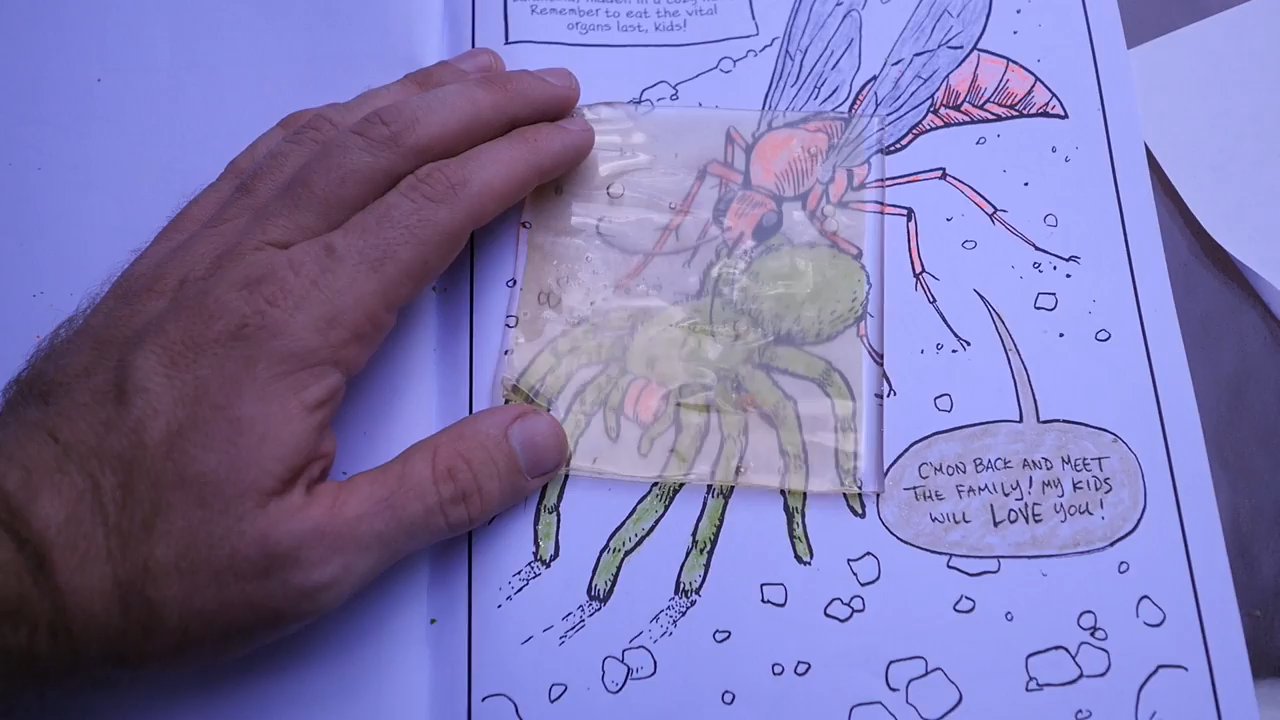 Remember to eat the vital
organs last, kids!
C'MON BACK AND MEET
THE FAMILY! MY KIDS
WILL LOVE YOU!